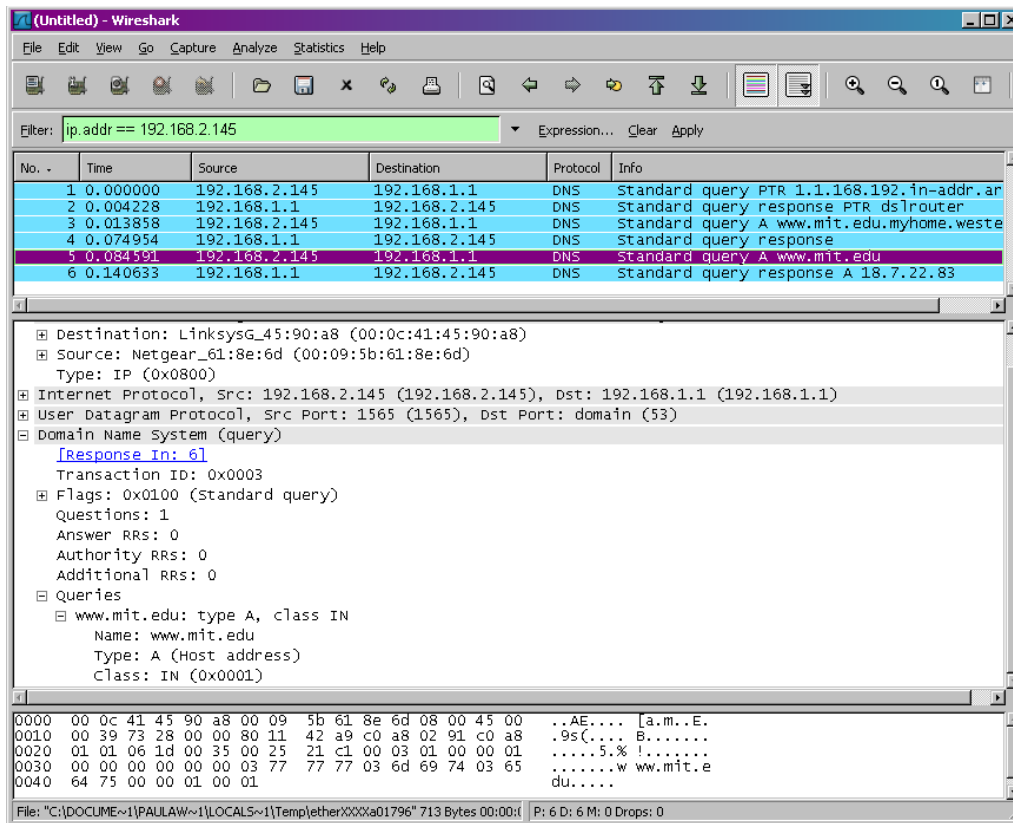 (Untitled) - Wireshark
File Edit View Go Capture Analyze Statistics Help
Filter: ip.addr == 192.168.2.145 Expression... Clear Apply
No. - Time Source Destination Protocol Info
1 0.000000 192.168.2.145 192.168.1.1 DNS Standard query PTR 1.1.168.192.in-addr.ar
2 0.004228 192.168.1.1 192.168.2.145 DNS Standard query response PTR dslrouter
3 0.013858 192.168.2.145 192.168.1.1 DNS Standard query A www.mit.edu.myhome.weste
4 0.074954 192.168.1.1 192.168.2.145 DNS Standard query response
5 0.084591 192.168.2.145 192.168.1.1 DNS Standard query A www.mit.edu
6 0.140633 192.168.1.1 192.168.2.145 DNS Standard query response A 18.7.22.83
Destination: LinksysG_45:90:a8 (00:0c:41:45:90:a8)
Source: Netgear_61:8e:6d (00:09:5b:61:8e:6d)
Type: IP (0x0800)
Internet Protocol, Src: 192.168.2.145 (192.168.2.145), Dst: 192.168.1.1 (192.168.1.1)
User Datagram Protocol, Src Port: 1565 (1565), Dst Port: domain (53)
Domain Name System (query)
[Response In: 6]
Transaction ID: 0x0003
Flags: 0x0100 (Standard query)
Questions: 1
Answer RRs: 0
Authority RRs: 0
Additional RRs: 0
Queries
www.mit.edu: type A, class IN
Name: www.mit.edu
Type: A (Host address)
Class: IN (0x0001)
0000 00 0c 41 45 90 a8 00 09 5b 61 8e 6d 08 00 45 00 ..AE.... [a.m..E.
0010 00 39 73 28 00 00 80 11 42 a9 c0 a8 02 91 c0 a8 .9s(.... B.......
0020 01 01 06 1d 00 35 00 25 21 c1 00 03 01 00 00 01 .....5.% !.......
0030 00 00 00 00 00 00 03 77 77 77 03 6d 69 74 03 65 .......w ww.mit.e
0040 64 75 00 00 01 00 01 du.....
File: "C:\DOCUME~1\PAULAW~1\LOCALS~1\Temp\etherXXXXa01796" 713 Bytes 00:00:( P: 6 D: 6 M: 0 Drops: 0